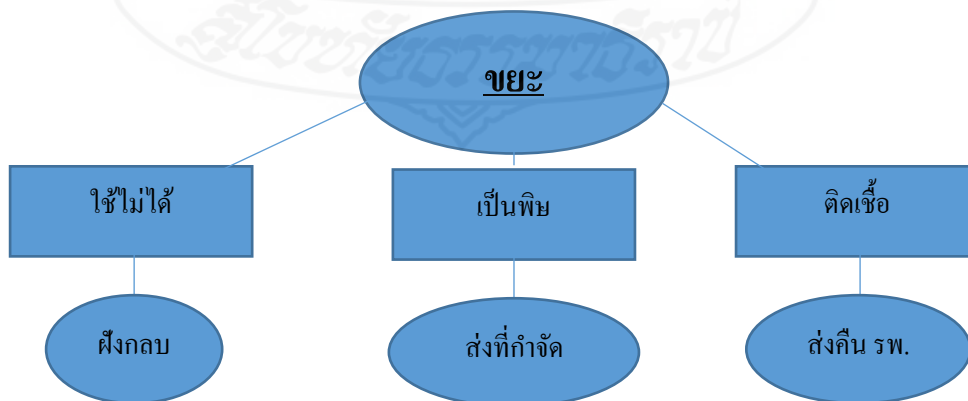 ขยะ
ใช้ไม่ได้
เป็นพิษ
ติดเชื้อ
ฝังกลบ
ส่งที่กำจัด
ส่งคืน รพ.